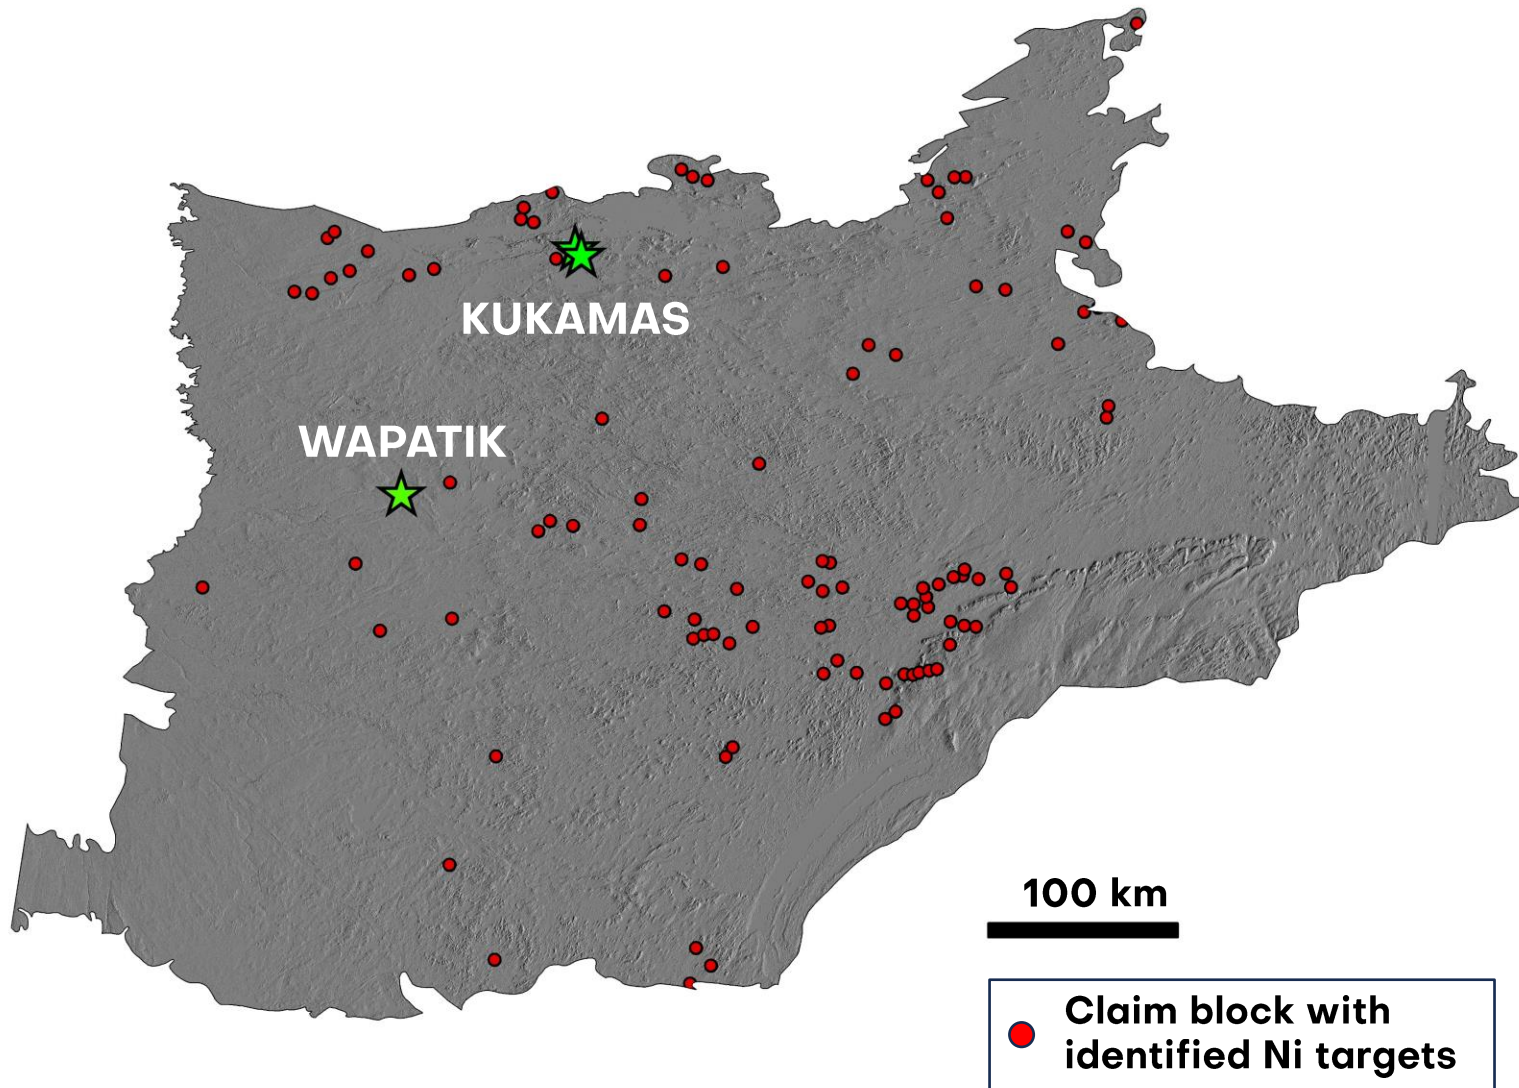 KUKAMAS
WAPATIK
100 km
Claim block with
identified Ni targets